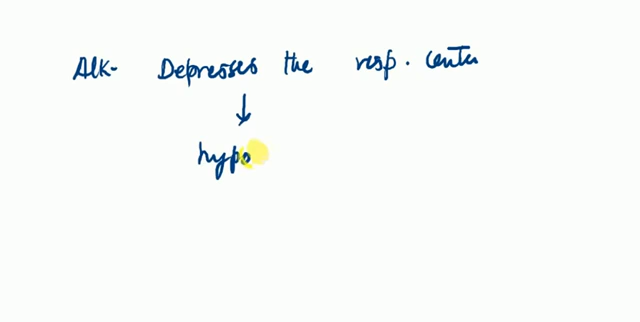 Alk- Depresses the resp. center
↓
hypo